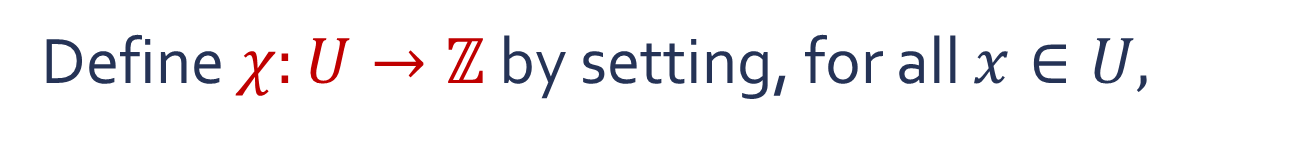 Define χ: U → ℤ by setting, for all x ∈ U,